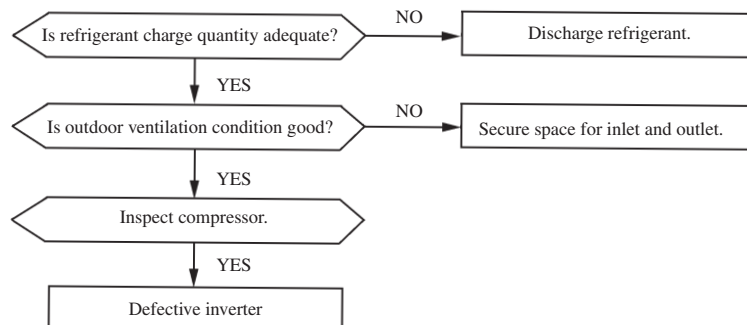 Is refrigerant charge quantity adequate?
NO
Discharge refrigerant.
YES
Is outdoor ventilation condition good?
NO
Secure space for inlet and outlet.
YES
Inspect compressor.
YES
Defective inverter